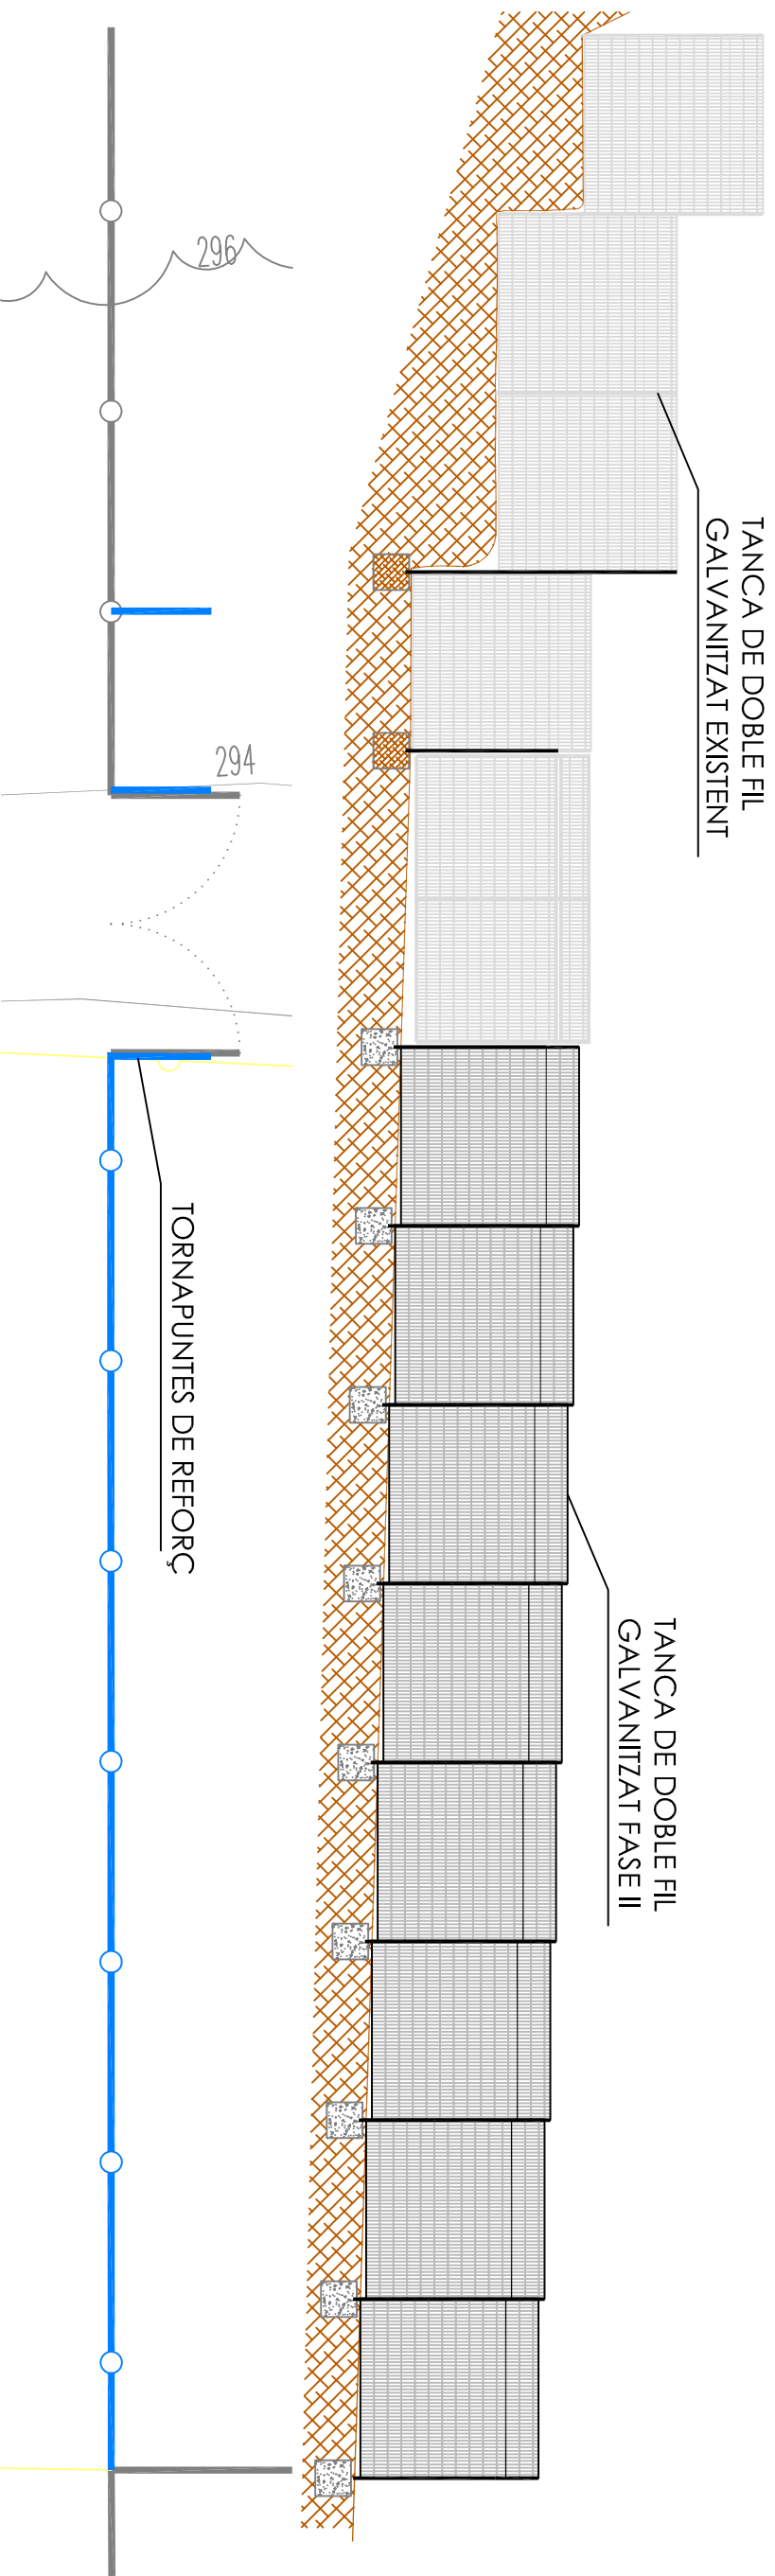 TANCA DE DOBLE FIL
GALVANITZAT EXISTENT
296
294
TORNAPUNTES DE REFORÇ
TANCA DE DOBLE FIL
GALVANITZAT FASE II